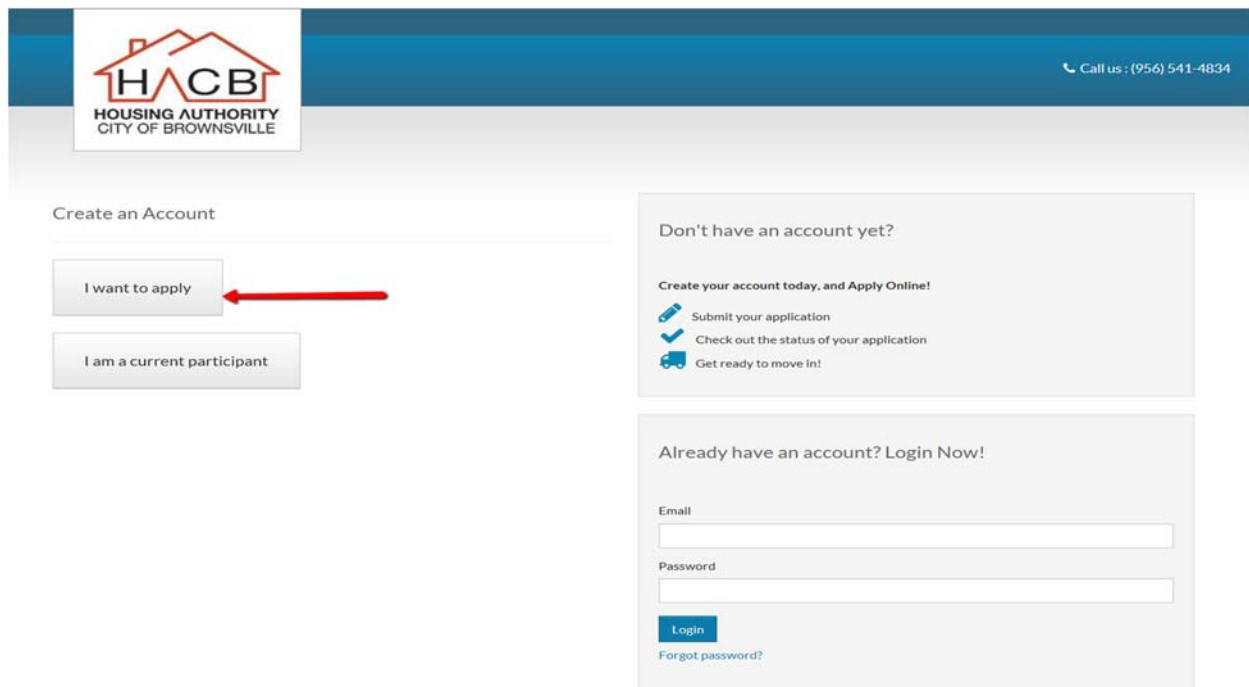 HACB
HOUSING AUTHORITY
CITY OF BROWNSVILLE
Call us : (956) 541-4834
Create an Account
I want to apply
I am a current participant
Don't have an account yet?
Create your account today, and Apply Online!
Submit your application
Check out the status of your application
Get ready to move in!
Already have an account? Login Now!
Email
Password
Login
Forgot password?